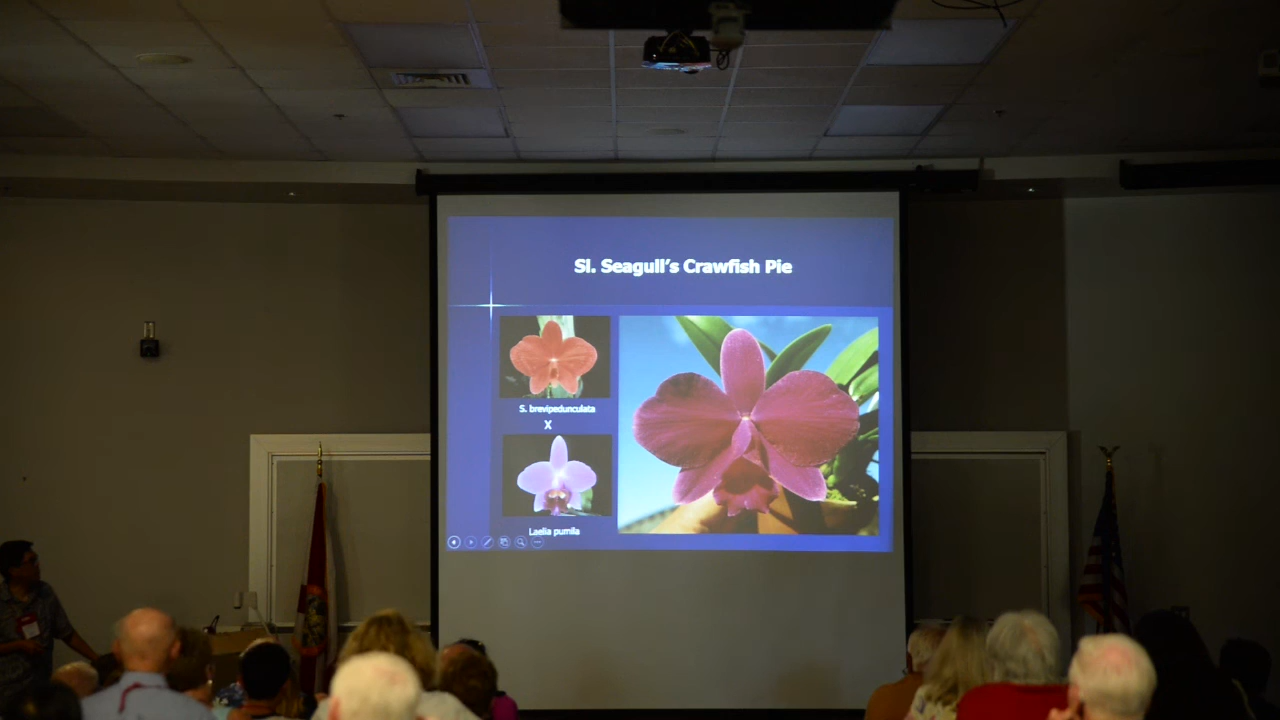 Sl. Seagull's Crawfish Pie
S. brevipedunculata
X
Laelia pumila